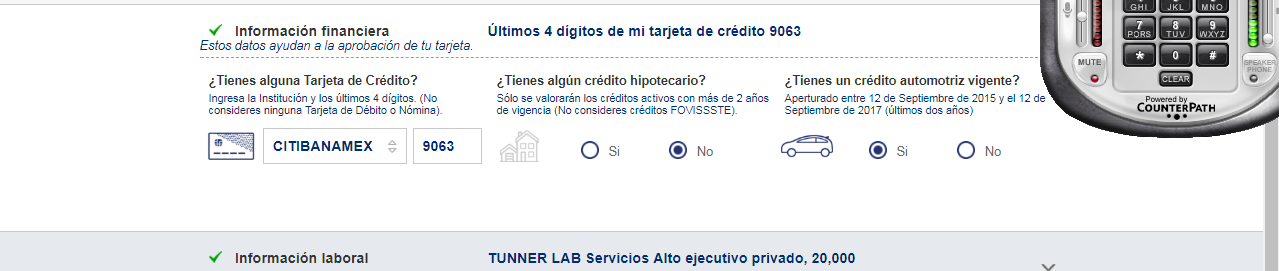 Información financiera
Últimos 4 dígitos de mi tarjeta de crédito 9063
Estos datos ayudan a la aprobación de tu tarjeta.
¿Tienes alguna Tarjeta de Crédito?
Ingresa la Institución y los últimos 4 dígitos. (No
consideres ninguna Tarjeta de Débito o Nómina).
CITIBANAMEX
9063
¿Tienes algún crédito hipotecario?
Sólo se valorarán los créditos activos con más de 2 años
de vigencia (No consideres créditos FOVISSSTE).
Si
No
¿Tienes un crédito automotriz vigente?
Aperturado entre 12 de Septiembre de 2015 y el 12 de
Septiembre de 2017 (últimos dos años)
Si
No
GHI
JKL
MNO
7
PQRS
8
TUV
9
WXYZ
*
0
#
MUTE
CLEAR
SPEAKER
PHONE
Powered by
COUNTERPATH
Información laboral
TUNNER LAB Servicios Alto ejecutivo privado, 20,000